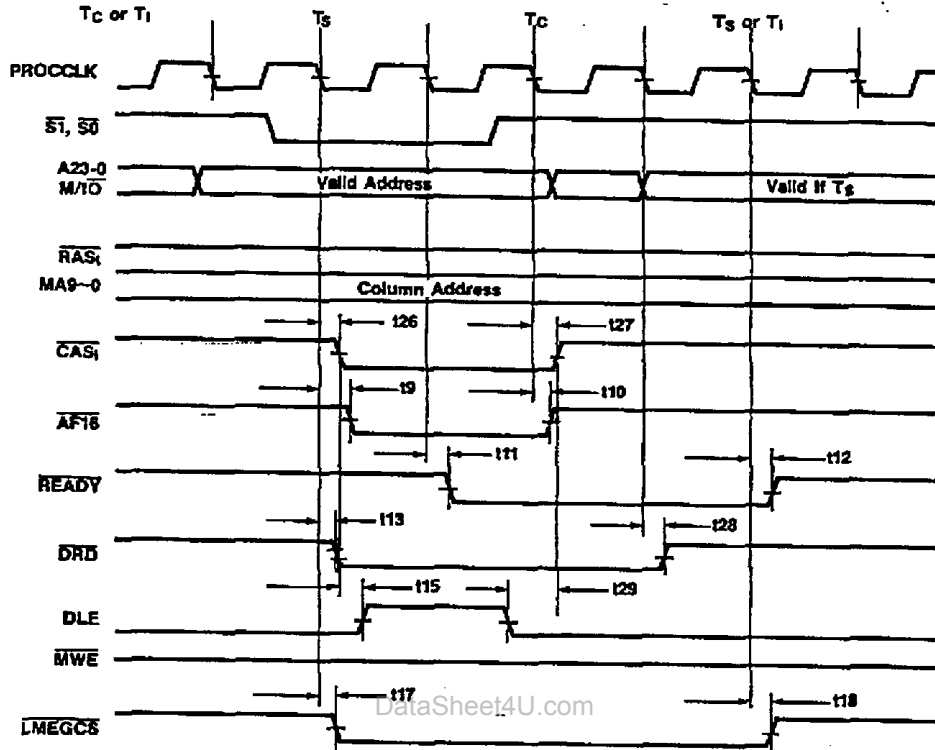 TC or TI TS TC TS or TI
PROCCLK
S1, S0
A23-0
M/IO Valid Address Valid If TS
RASi
MA9~0 Column Address
t26 t27
CASi
t9 t10
AF16
t11 t12
READY
t13 t28
DRD
t15 t29
DLE
MWE
t17 t18
DataSheet4U.com
LMEGCS